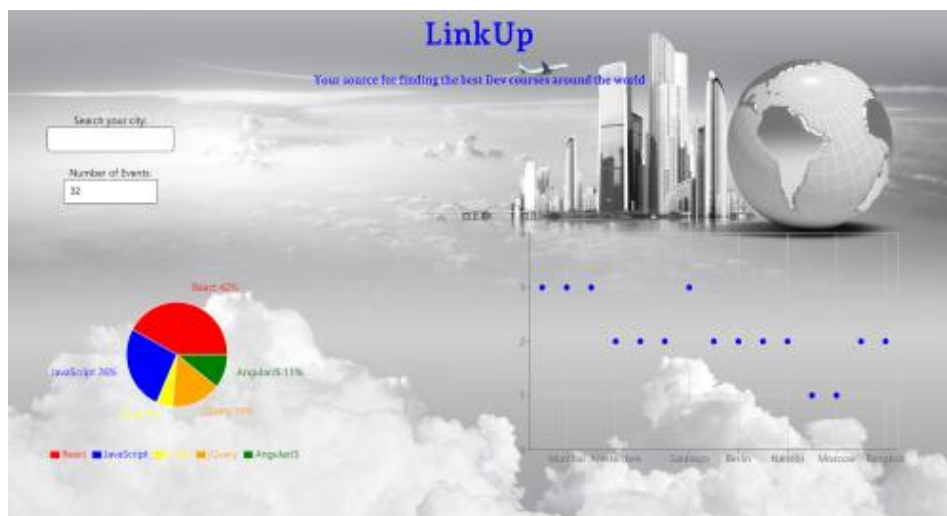 LinkUp
Your source for finding the best Dev courses around the world
Search your city:
Number of Events:
32
React 42%
JavaScript 26%
AngularJS 11%
jQuery
React JavaScript jQuery AngularJS
3
2
1
Mumbai Amsterdam Santiago Berlin Nairobi Moscow Bangkok